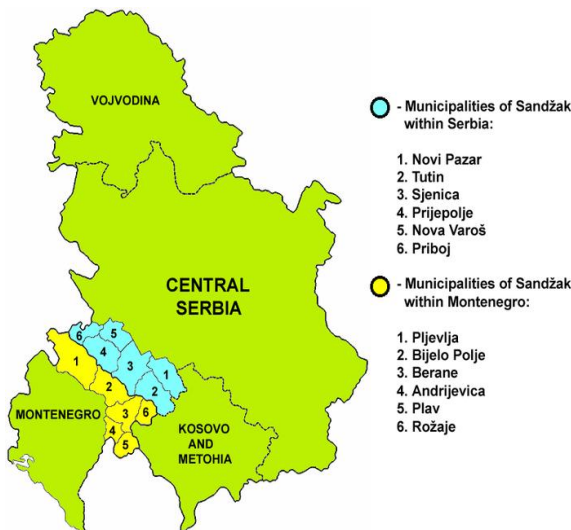 VOJVODINA
CENTRAL
SERBIA
MONTENEGRO
KOSOVO
AND
METOHIA
6
5
4
3
1
2
1
2
3
6
4
5
- Municipalities of Sandžak
within Serbia:
1. Novi Pazar
2. Tutin
3. Sjenica
4. Prijepolje
5. Nova Varoš
6. Priboj
- Municipalities of Sandžak
within Montenegro:
1. Pljevlja
2. Bijelo Polje
3. Berane
4. Andrijevica
5. Plav
6. Rožaje